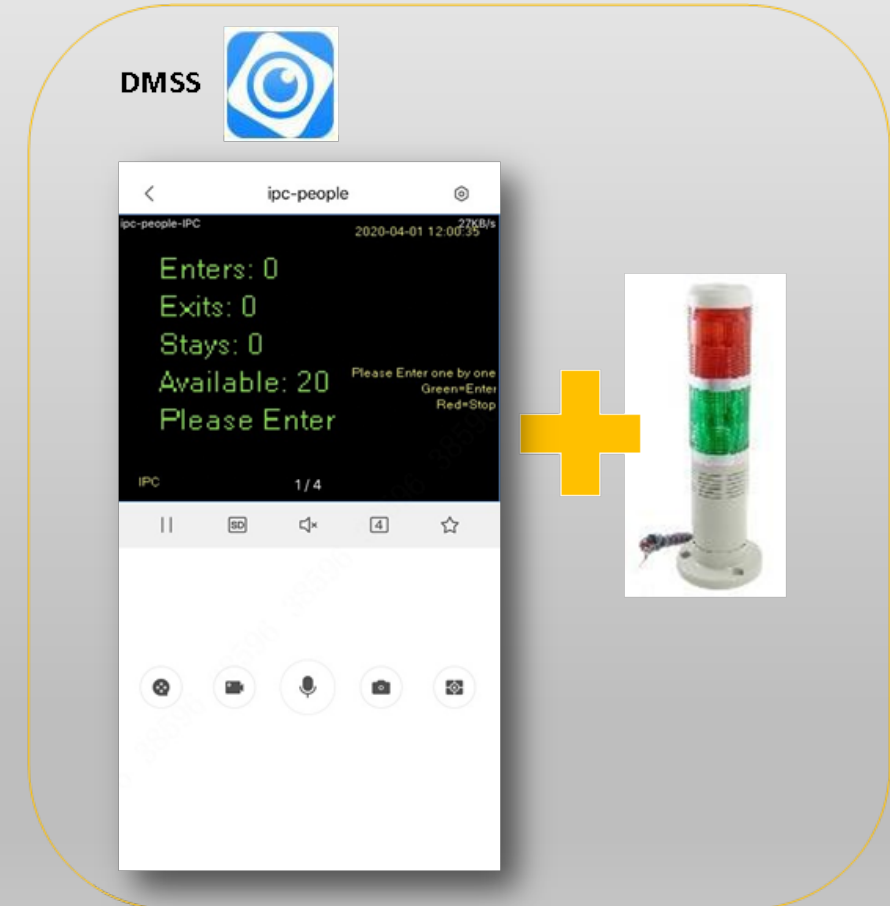 DMSS
ipc-people
ipc-people-IPC
27KB/s
2020-04-01 12:00:35
Enters: 0
Exits: 0
Stays: 0
Available: 20
Please Enter
Please Enter one by one
Green=Enter
Red=Stop
IPC
1/4
SD
4